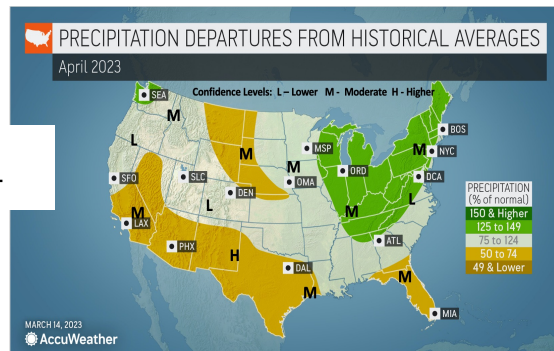 PRECIPITATION DEPARTURES FROM HISTORICAL AVERAGES
April 2023
Confidence Levels: L – Lower M - Moderate H - Higher
SEA
M
L
M
MSP
M
BOS
M
NYC
ORD
SFO
SLC
DEN
OMA
DCA
L
M
LAX
L
M
PHX
H
ATL
DAL
M
M
MIA
PRECIPITATION
(% of normal)
150 & Higher
125 to 149
75 to 124
50 to 74
49 & Lower
MARCH 14, 2023
AccuWeather